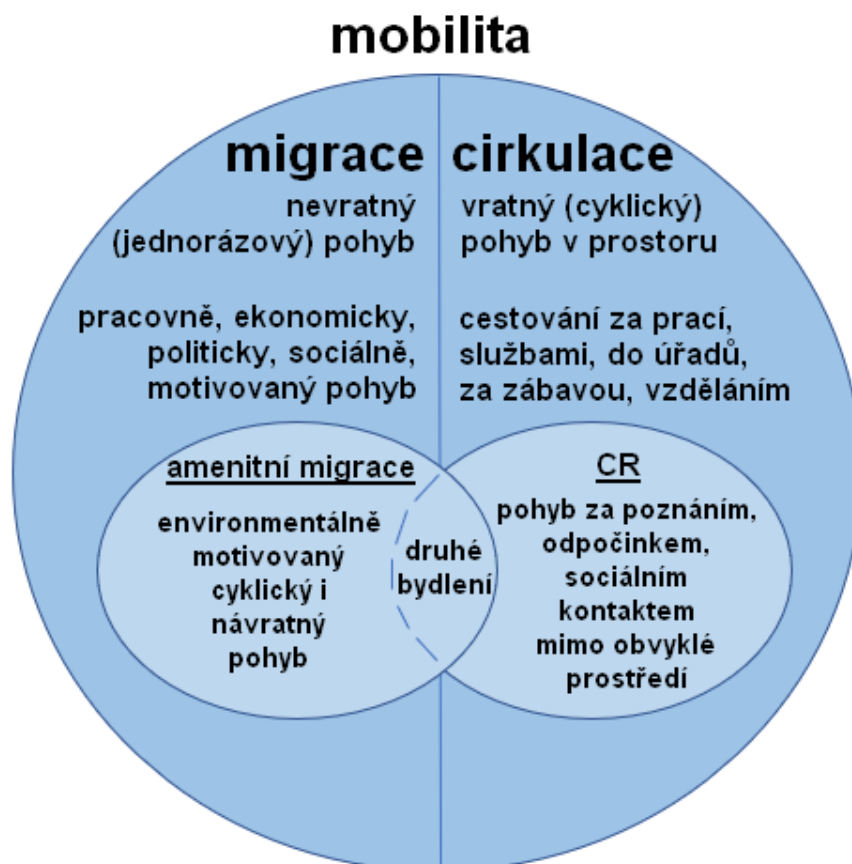 mobilita
migrace
nevratný
(jednorázový) pohyb
pracovně, ekonomicky,
politicky, sociálně,
motivovaný pohyb
cirkulace
vratný (cyklický)
pohyb v prostoru
cestování za prací,
službami, do úřadů,
za zábavou, vzděláním
amenitní migrace
environmentálně
motivovaný
cyklický i
návratný
pohyb
druhé
bydlení
CR
pohyb za poznáním,
odpočinkem,
sociálním
kontaktem
mimo obvyklé
prostředí